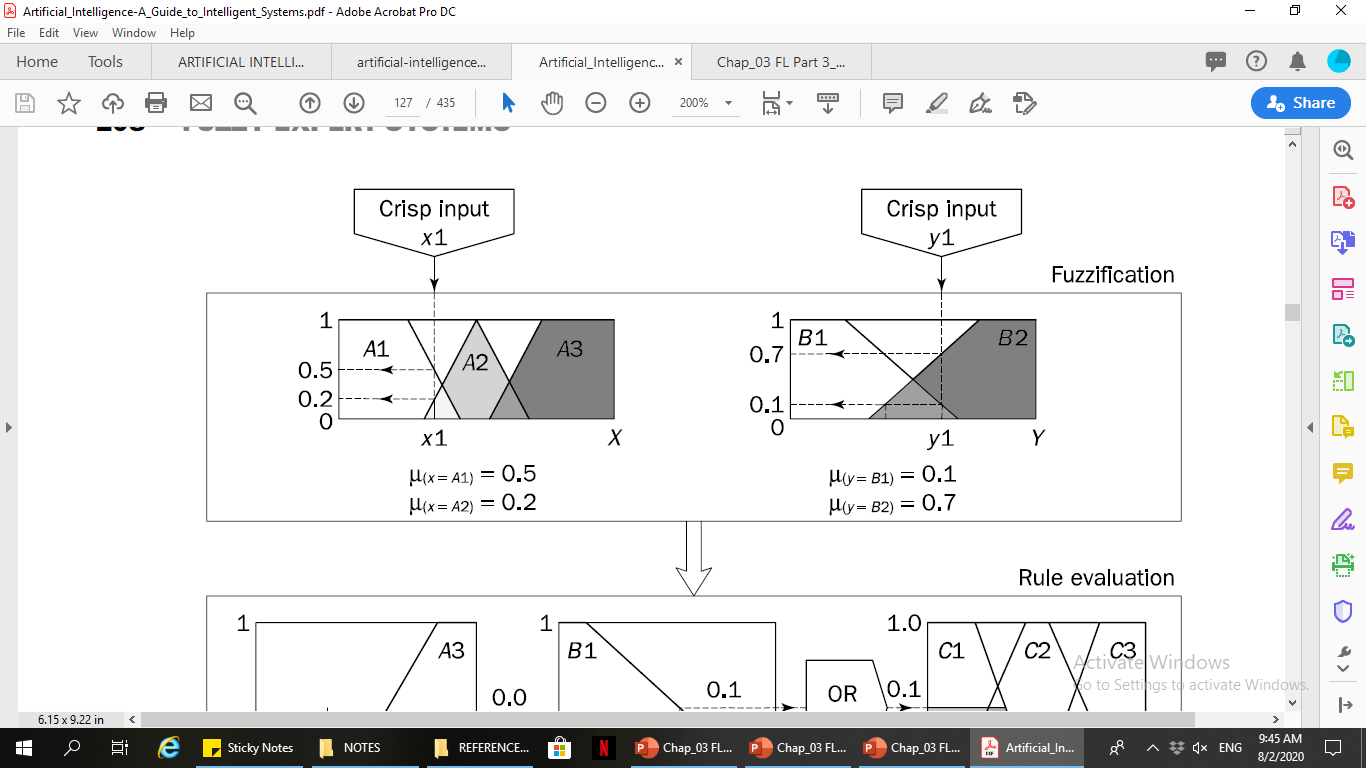 Artificial_Intelligence-A_Guide_to_Intelligent_Systems.pdf - Adobe Acrobat Pro DC
File Edit View Window Help
Home Tools ARTIFICIAL INTELLI... artificial-intelligence... Artificial_Intelligenc... × Chap_03 FL Part 3_...
127 / 435 200% Share
FUZZY EXPERT SYSTEMS
Crisp input
x1
Crisp input
y1
Fuzzification
1
A1
A2
A3
0.5
0.2
0
x1
X
1
B1
B2
0.7
0.1
0
y1
Y
μ(x = A1) = 0.5
μ(x = A2) = 0.2
μ(y = B1) = 0.1
μ(y = B2) = 0.7
Rule evaluation
1
A3
0.0
1
B1
0.1
OR
0.1
1.0
C1
C2
C3
Activate Windows
Go to Settings to activate Windows.
6.15 x 9.22 in
Sticky Notes NOTES REFERENCE... N Chap_03 FL... Chap_03 FL... Chap_03 FL... Artificial_In... ENG
9:45 AM
8/2/2020